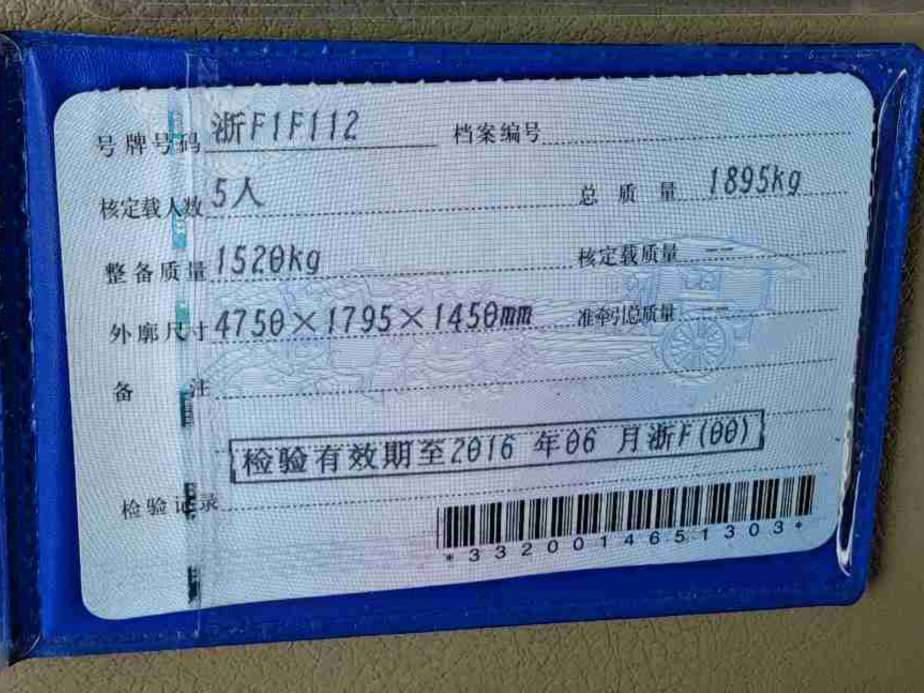 号牌号码 浙F1F112 档案编号
核定载人数 5人 总质量 1895kg
整备质量 1520kg 核定载质量 --
外廓尺寸 4750×1795×1450mm 准牵引总质量 --
备注
检验有效期至2016 年06 月浙F(00)
检验记录
*3320014651303*